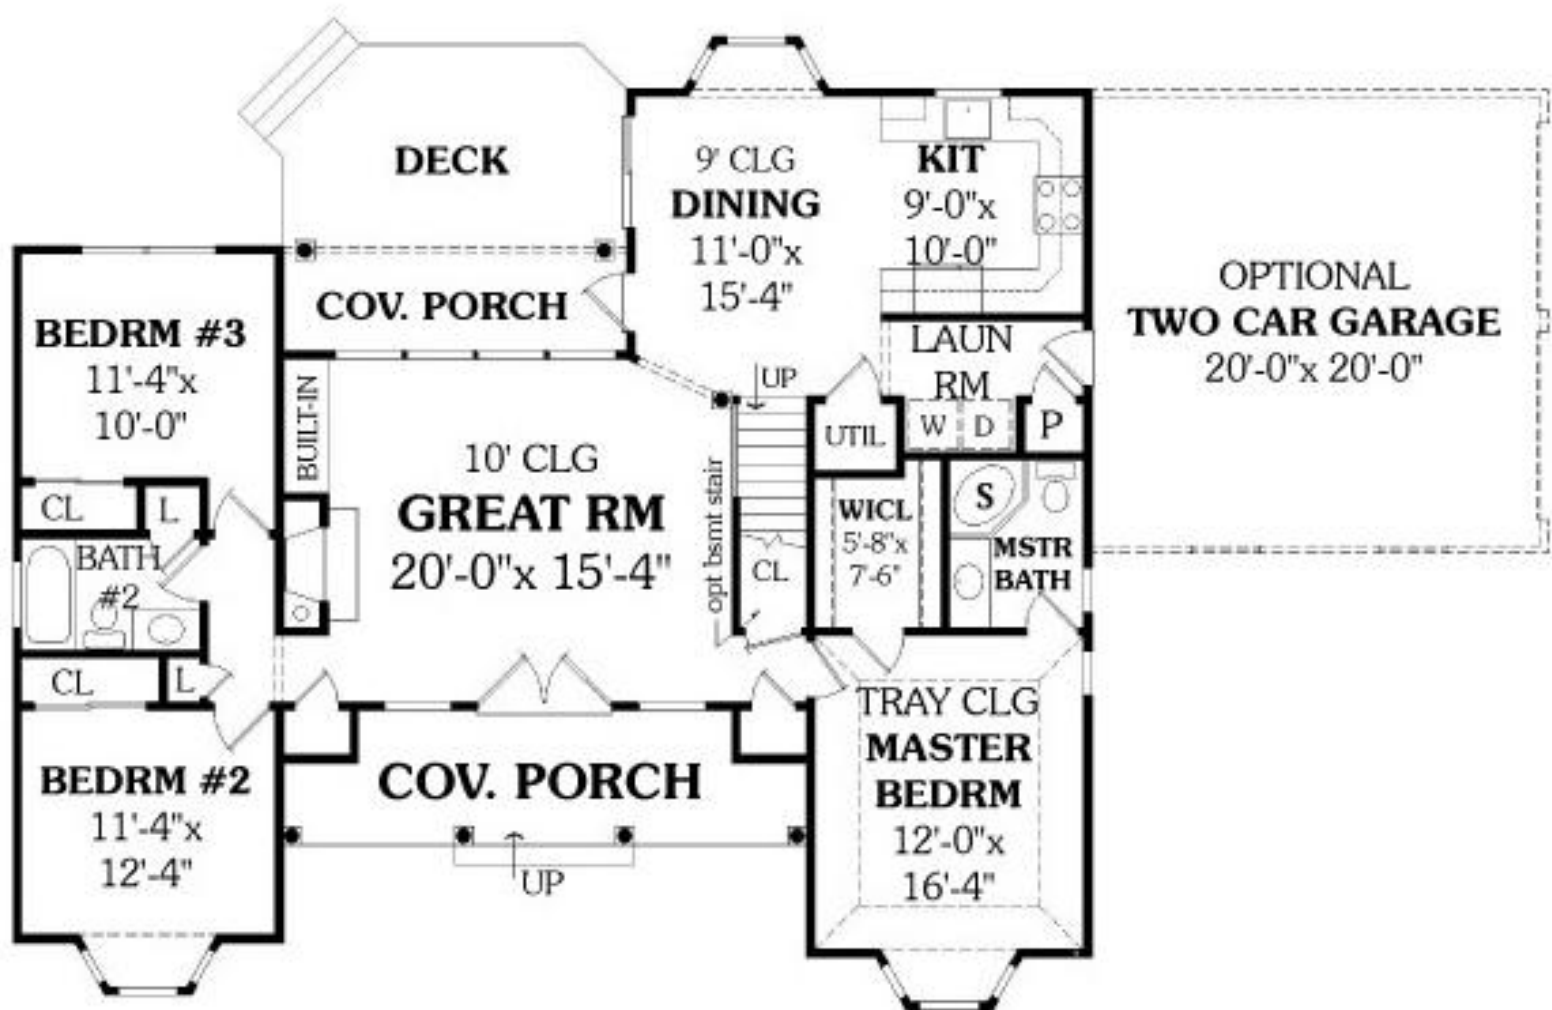 DECK
9' CLG
DINING
11'-0"x
15'-4"
KIT
9'-0"x
10'-0"
OPTIONAL
TWO CAR GARAGE
20'-0"x 20'-0"
COV. PORCH
BEDRM #3
11'-4"x
10'-0"
LAUN
RM
W
D
P
UP
UTIL
BUILT-IN
10' CLG
GREAT RM
20'-0"x 15'-4"
opt bsmt stair
CL
L
BATH
#2
CL
L
CL
WICL
5'-8"x
7'-6"
S
MSTR
BATH
TRAY CLG
MASTER
BEDRM
12'-0"x
16'-4"
BEDRM #2
11'-4"x
12'-4"
COV. PORCH
UP